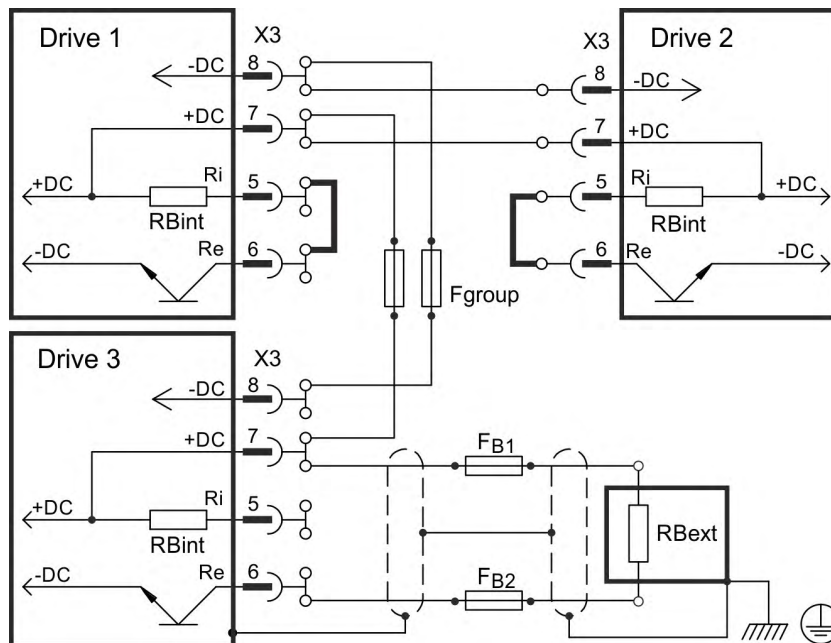 Drive 1
X3
8
-DC
7
+DC
+DC
Ri
5
RBint
-DC
Re
6
X3
Drive 2
8
-DC
7
+DC
5
Ri
+DC
RBint
6
Re
-DC
Fgroup
Drive 3
X3
8
-DC
7
+DC
+DC
Ri
5
RBint
-DC
Re
6
FB1
RBext
FB2